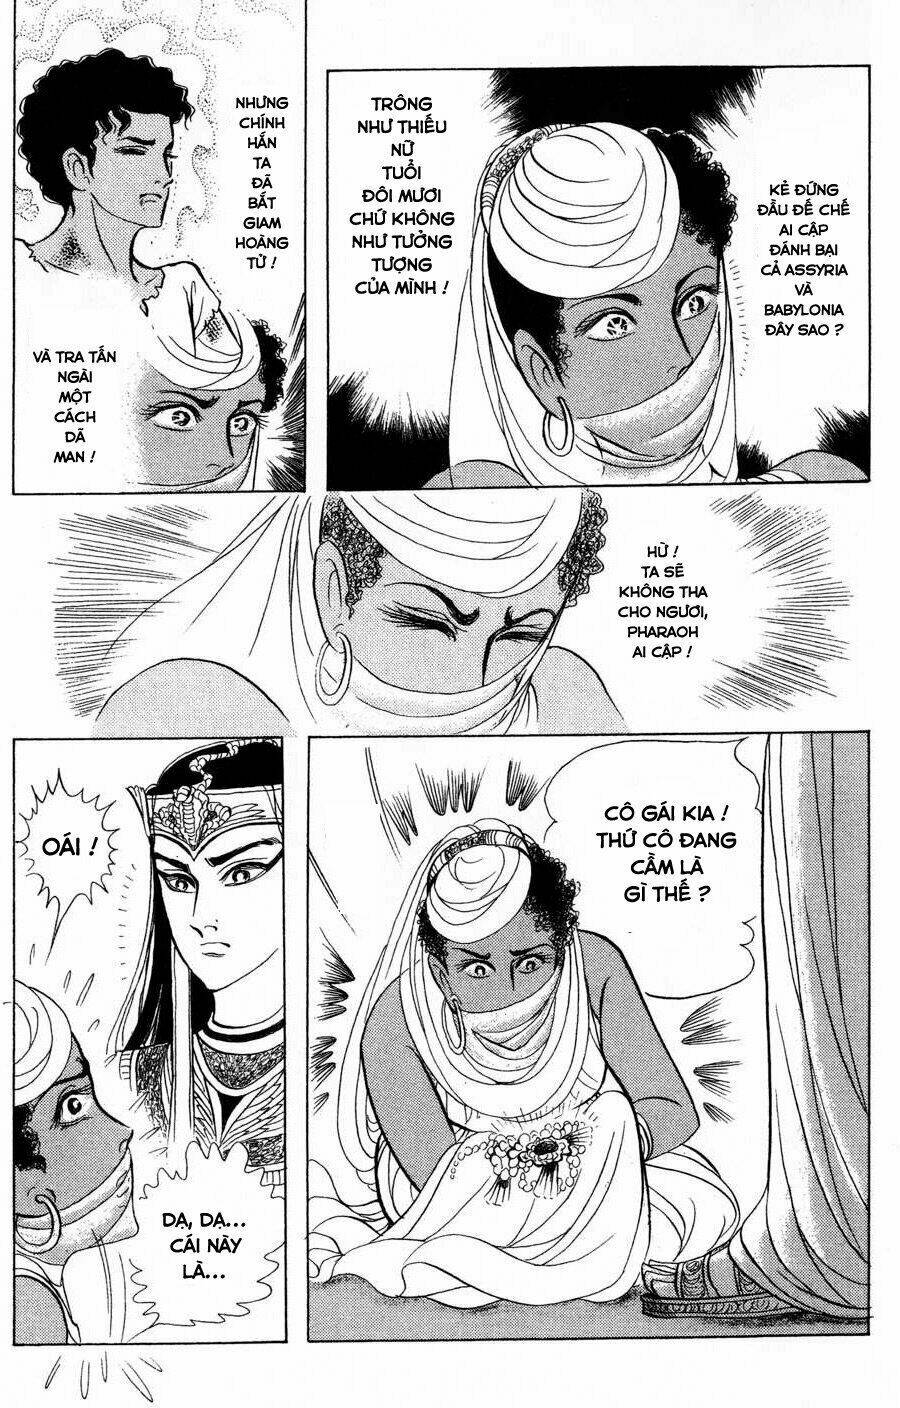 KẺ ĐỨNG
ĐẦU ĐẾ CHẾ
AI CẬP
ĐÁNH BẠI
CẢ ASSYRIA
VÀ
BABYLONIA
ĐÂY SAO ?
TRÔNG
NHƯ THIẾU
NỮ
TUỔI
ĐÔI MƯƠI
CHỨ KHÔNG
NHƯ TƯỞNG
TƯỢNG
CỦA MÌNH !
NHƯNG
CHÍNH
HẮN
TA
ĐÃ
BẮT
GIAM
HOÀNG
TỬ !
VÀ TRA TẤN
NGÀI
MỘT
CÁCH
DÃ
MAN !
HỪ !
TA SẼ
KHÔNG THA
CHO NGƯƠI,
PHARAOH
AI CẬP !
CÔ GÁI KIA !
THỨ CÔ ĐANG
CẦM LÀ
GÌ THẾ ?
OÁI !
DẠ, DẠ...
CÁI NÀY
LÀ...